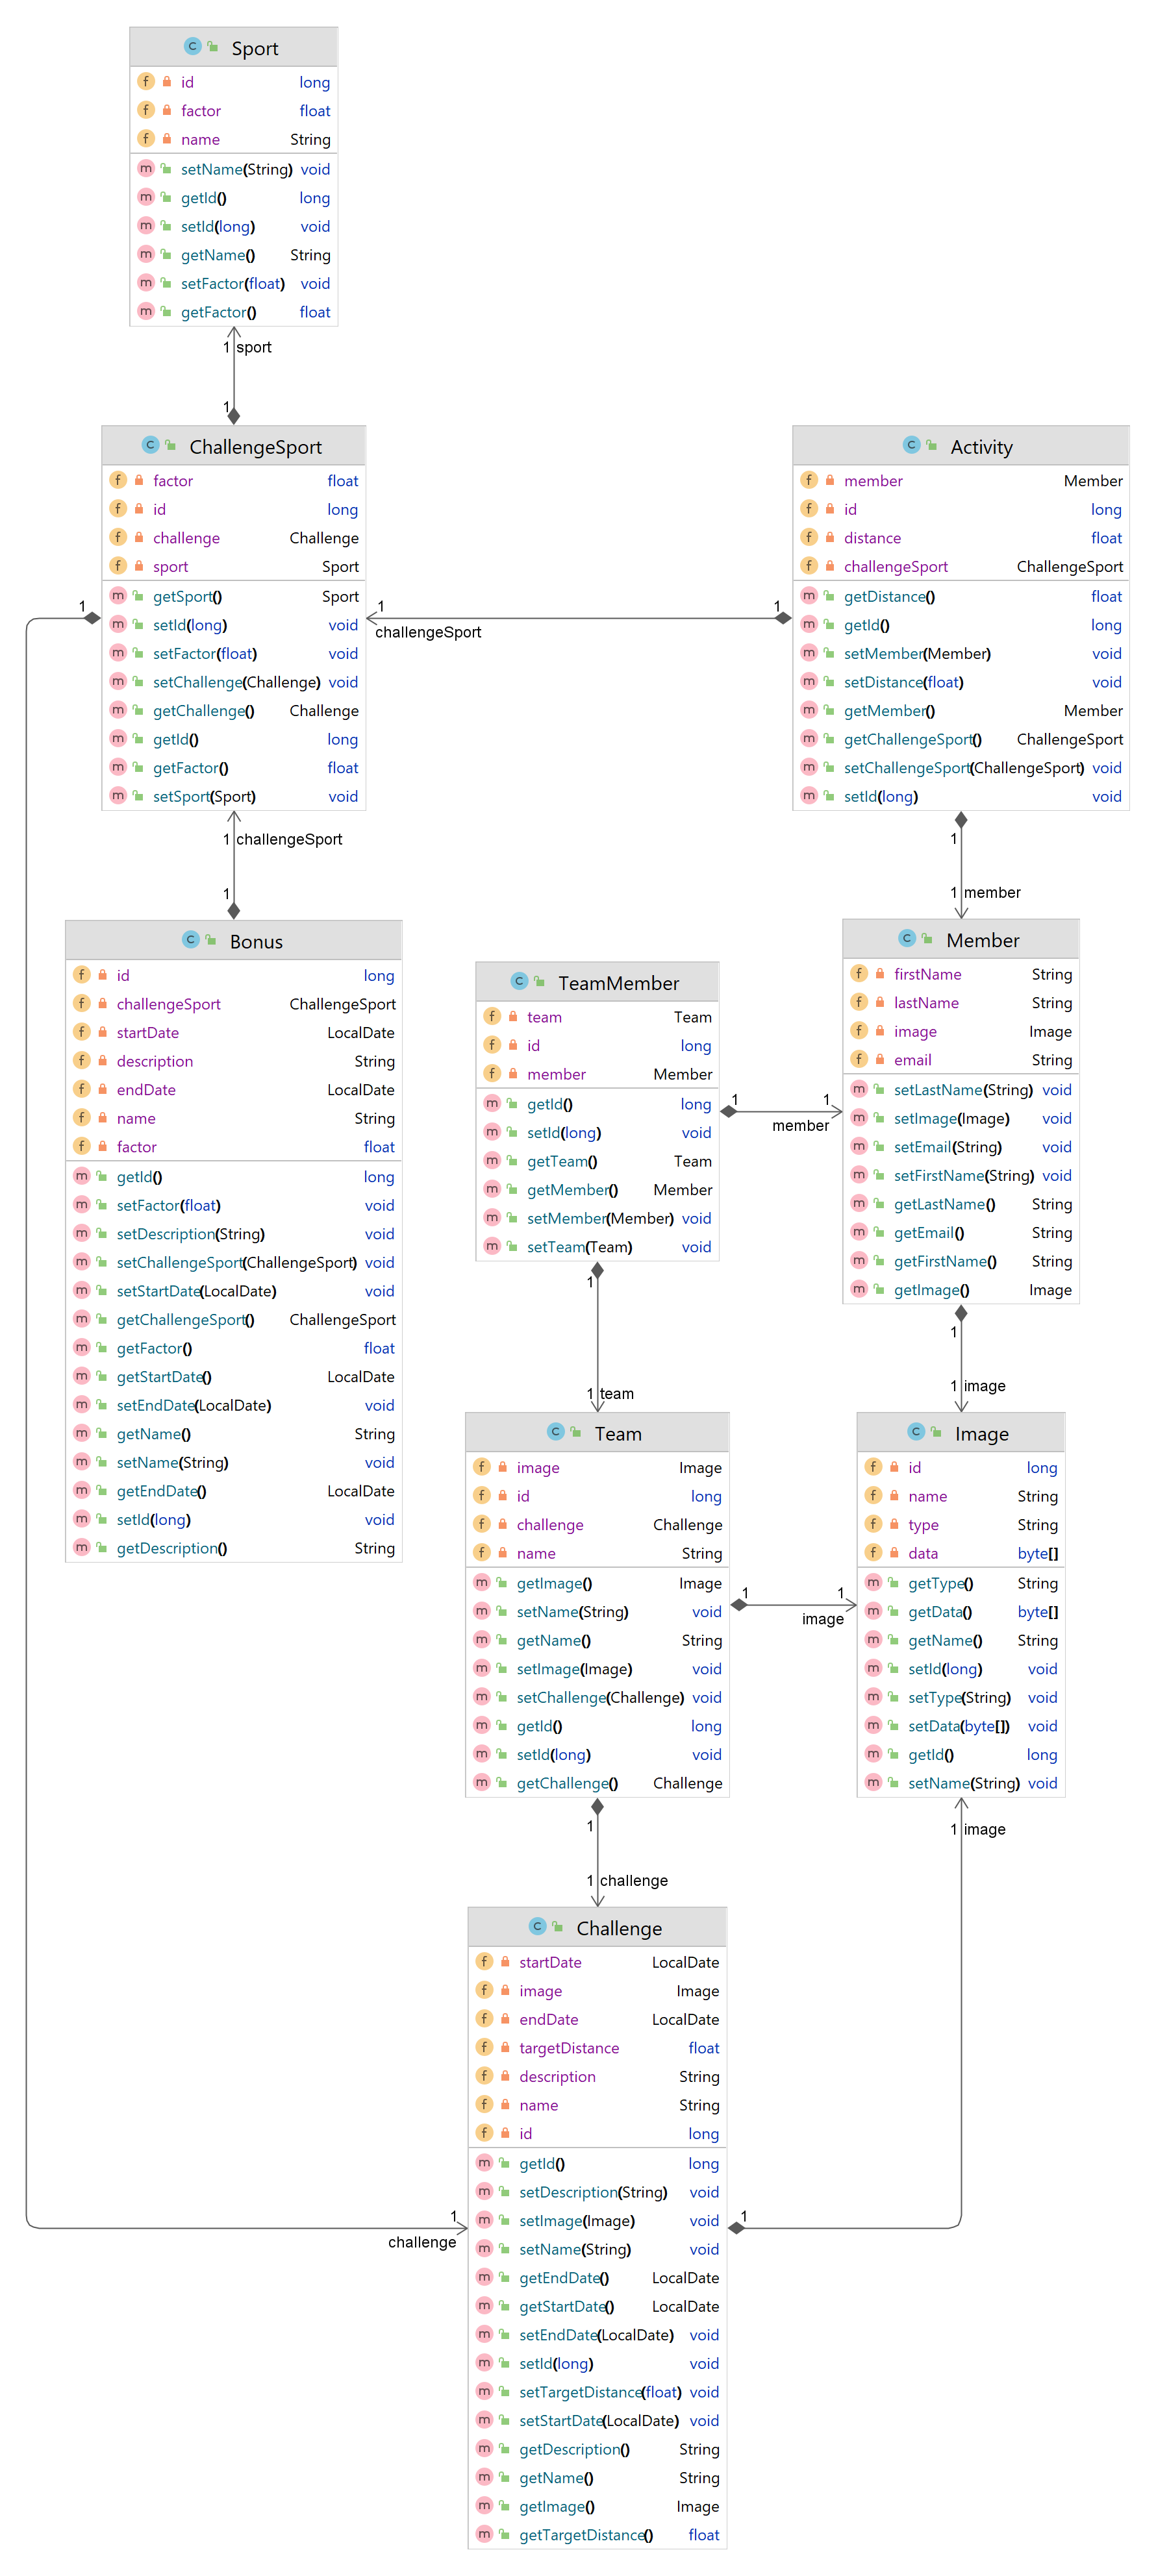 Sport
id long
factor float
name String
setName(String) void
getId() long
setId(long) void
getName() String
setFactor(float) void
getFactor() float
1 sport
1
ChallengeSport
factor float
id long
challenge Challenge
sport Sport
getSport() Sport
setId(long) void
setFactor(float) void
setChallenge(Challenge) void
getChallenge() Challenge
getId() long
getFactor() float
setSport(Sport) void
1
1
challengeSport
1
Activity
member Member
id long
distance float
challengeSport ChallengeSport
getDistance() float
getId() long
setMember(Member) void
setDistance(float) void
getMember() Member
getChallengeSport() ChallengeSport
setChallengeSport(ChallengeSport) void
setId(long) void
1 challengeSport
1
1
1 member
Bonus
id long
challengeSport ChallengeSport
startDate LocalDate
description String
endDate LocalDate
name String
factor float
getId() long
setFactor(float) void
setDescription(String) void
setChallengeSport(ChallengeSport) void
setStartDate(LocalDate) void
getChallengeSport() ChallengeSport
getFactor() float
getStartDate() LocalDate
setEndDate(LocalDate) void
getName() String
setName(String) void
getEndDate() LocalDate
setId(long) void
getDescription() String
TeamMember
team Team
id long
member Member
getId() long
setId(long) void
getTeam() Team
getMember() Member
setMember(Member) void
setTeam(Team) void
1 1
member
Member
firstName String
lastName String
image Image
email String
setLastName(String) void
setImage(Image) void
setEmail(String) void
setFirstName(String) void
getLastName() String
getEmail() String
getFirstName() String
getImage() Image
1
1 team
1
1 image
Team
image Image
id long
challenge Challenge
name String
getImage() Image
setName(String) void
getName() String
setImage(Image) void
setChallenge(Challenge) void
getId() long
setId(long) void
getChallenge() Challenge
1 1
image
Image
id long
name String
type String
data byte[]
getType() String
getData() byte[]
getName() String
setId(long) void
setType(String) void
setData(byte[]) void
getId() long
setName(String) void
1
1 challenge
1 image
Challenge
startDate LocalDate
image Image
endDate LocalDate
targetDistance float
description String
name String
id long
getId() long
setDescription(String) void
setImage(Image) void
setName(String) void
getEndDate() LocalDate
getStartDate() LocalDate
setEndDate(LocalDate) void
setId(long) void
setTargetDistance(float) void
setStartDate(LocalDate) void
getDescription() String
getName() String
getImage() Image
getTargetDistance() float
1
challenge
1